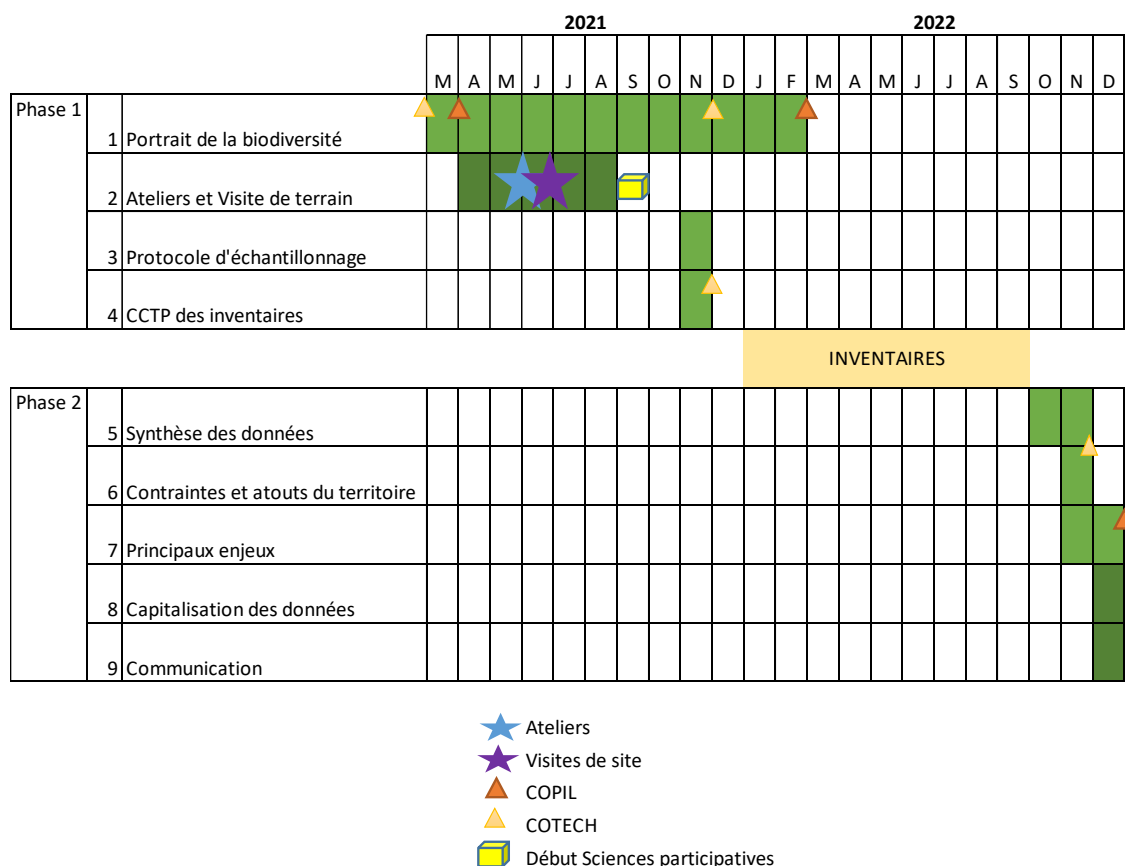 2021 2022
M A M J J A S O N D J F M A M J J A S O N D
Phase 1
1 Portrait de la biodiversité
2 Ateliers et Visite de terrain
3 Protocole d'échantillonnage
4 CCTP des inventaires
INVENTAIRES
Phase 2
5 Synthèse des données
6 Contraintes et atouts du territoire
7 Principaux enjeux
8 Capitalisation des données
9 Communication
Ateliers
Visites de site
COPIL
COTECH
Début Sciences participatives